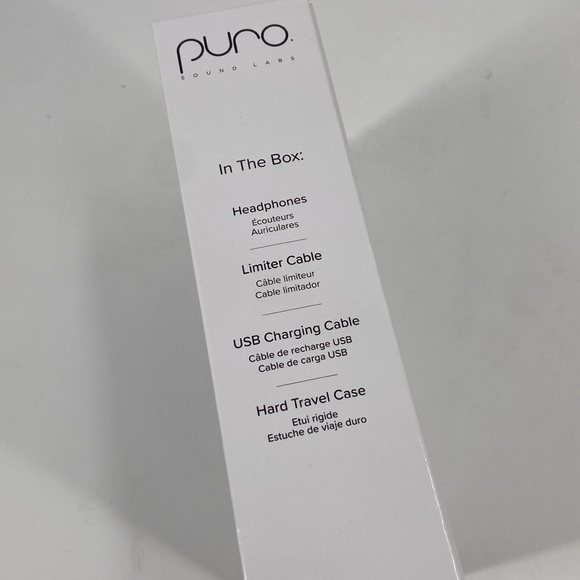 puro.
SOUND LABS
In The Box:
Headphones
Écouteurs
Auriculares
Limiter Cable
Câble limiteur
Cable limitador
USB Charging Cable
Câble de recharge USB
Cable de carga USB
Hard Travel Case
Etui rigide
Estuche de viaje duro